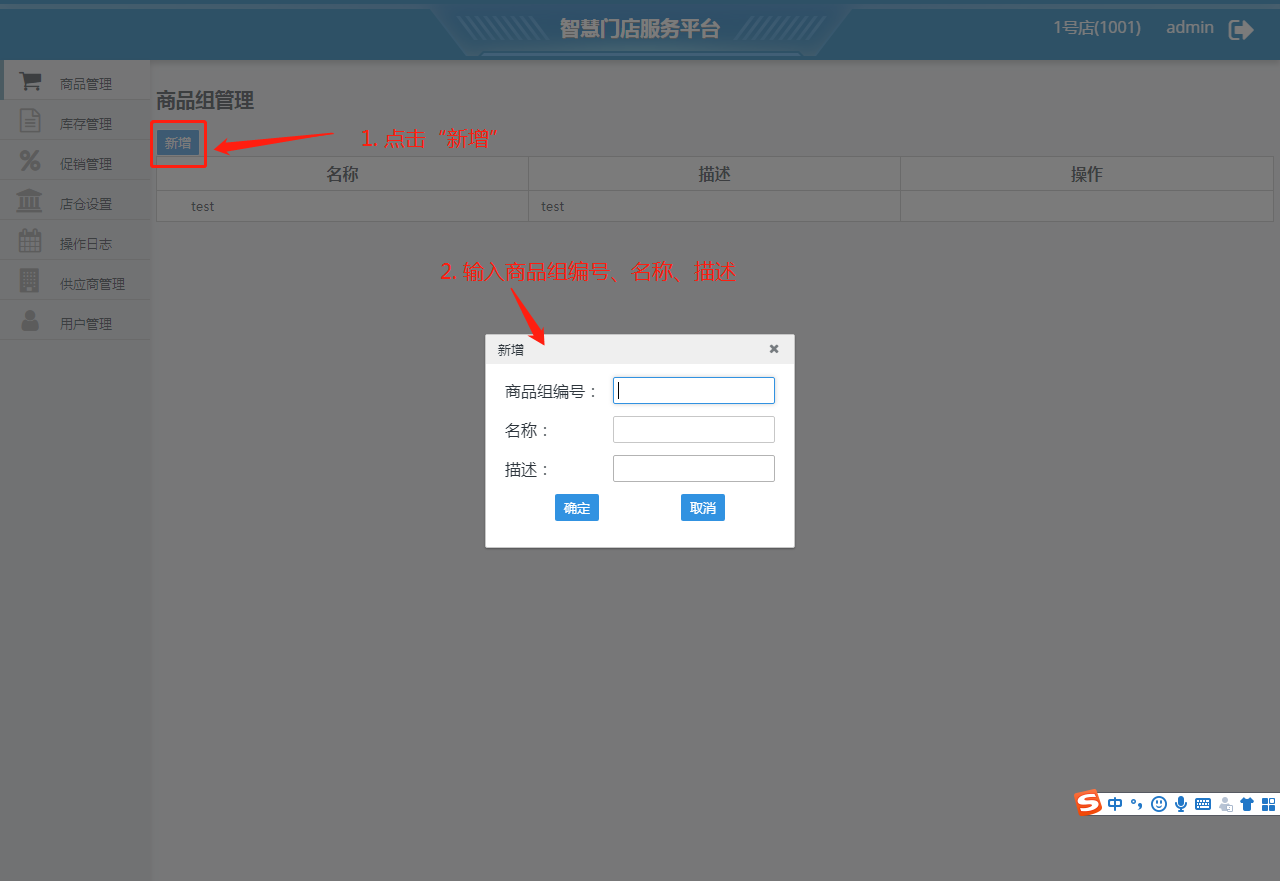 智慧门店服务平台
1号店(1001) admin
商品管理
库存管理
促销管理
店仓设置
操作日志
供应商管理
用户管理
商品组管理
新增
1. 点击“新增”
名称 描述 操作
test test
2. 输入商品组编号、名称、描述
新增
商品组编号：
名称：
描述：
确定 取消
S 中